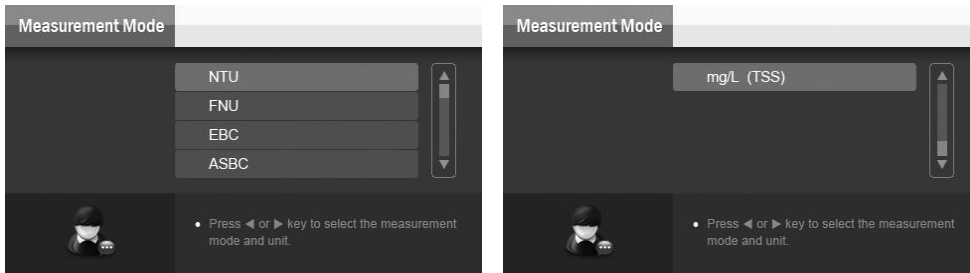 Measurement Mode
NTU
FNU
EBC
ASBC
• Press ◀ or ▶ key to select the measurement
mode and unit.
Measurement Mode
mg/L (TSS)
• Press ◀ or ▶ key to select the measurement
mode and unit.